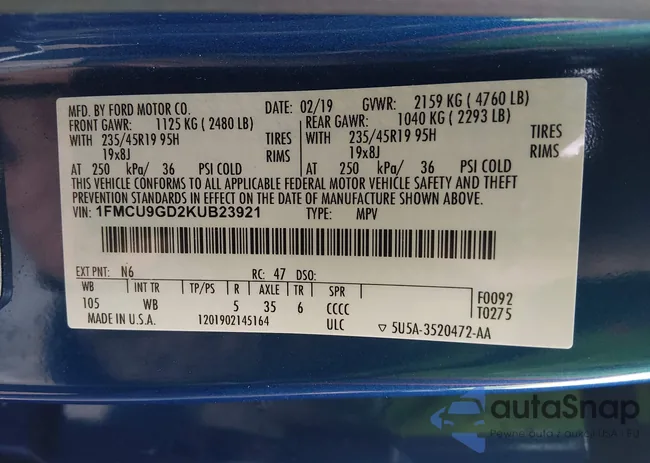 MFD. BY FORD MOTOR CO. 02/19 GVWR: 2159 KG ( 4760 LB)
FRONT GAWR: 1125 KG ( 2480 LB) REAR GAWR: 1040 KG ( 2293 LB)
WITH 235/45R19 95H TIRES WITH 235/45R19 95H TIRES
19x8J RIMS 19x8J RIMS
AT 250 kPa/ 36 PSI COLD AT 250 kPa/ 36 PSI COLD
THIS VEHICLE CONFORMS TO ALL APPLICABLE FEDERAL MOTOR VEHICLE SAFETY AND THEFT
PREVENTION STANDARDS IN EFFECT ON THE DATE OF MANUFACTURE SHOWN ABOVE.
VIN: 1FMCU9GD2KUB23921 TYPE: MPV
EXT PNT: N6 RC: 47 DSO:
WB INT TR TP/PS R AXLE TR SPR F0092
105 WB 5 35 6 CCCC T0275
MADE IN U.S.A. 1201902145164 ULC ▽ 5U5A-3520472-AA
autoSnap